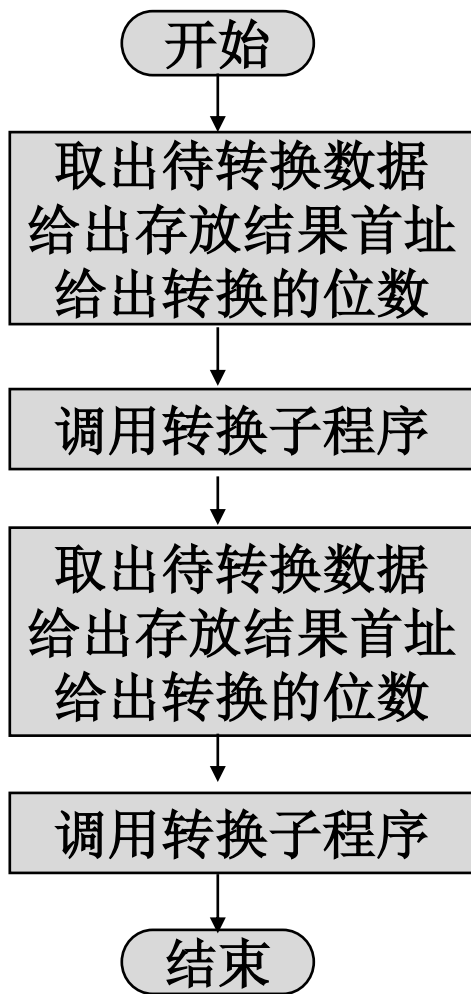 开始
取出待转换数据
给出存放结果首址
给出转换的位数
调用转换子程序
取出待转换数据
给出存放结果首址
给出转换的位数
调用转换子程序
结束